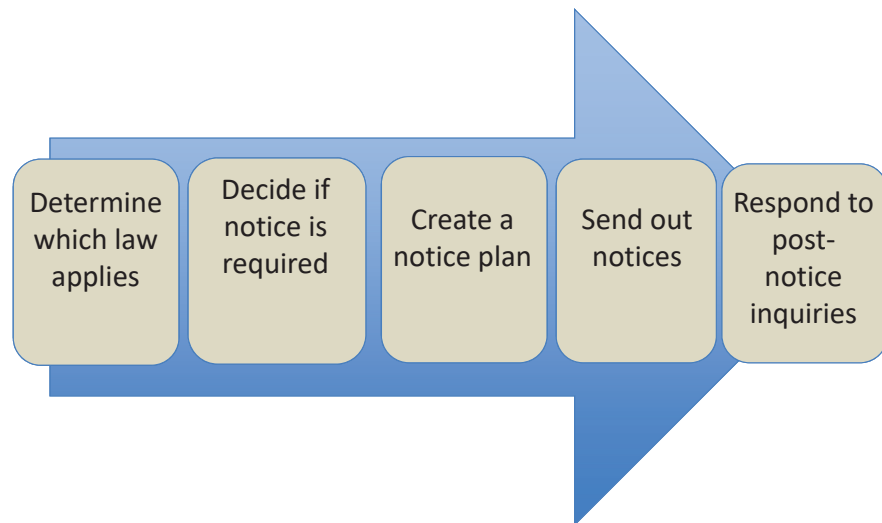 Determine
which law
applies
Decide if
notice is
required
Create a
notice plan
Send out
notices
Respond to
post-
notice
inquiries